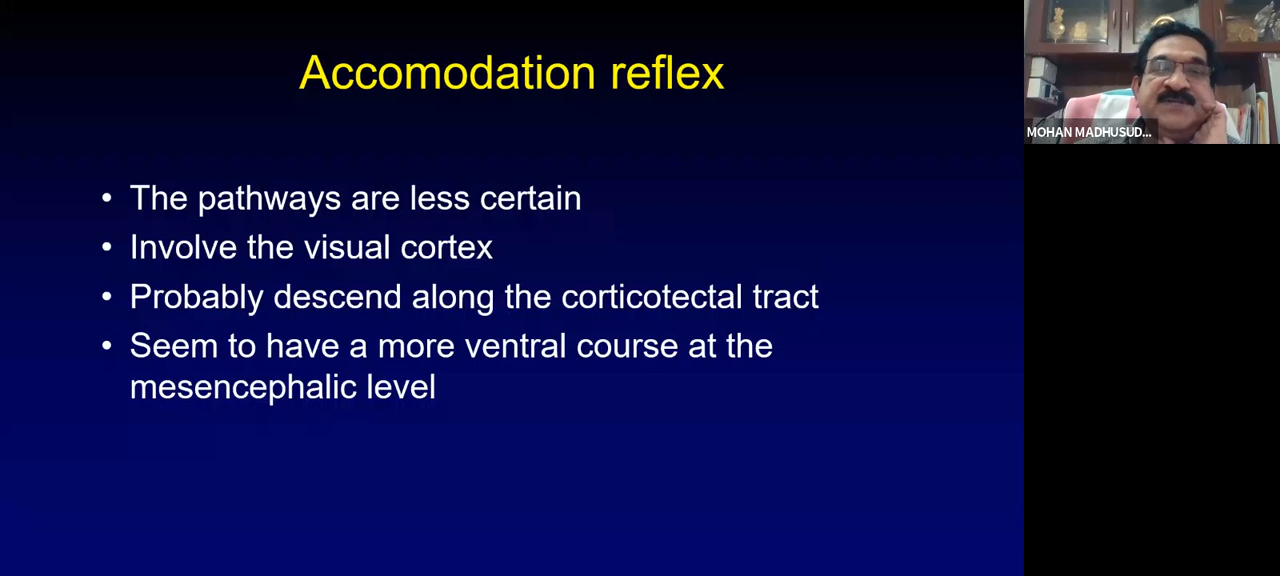 Accomodation reflex
• The pathways are less certain
• Involve the visual cortex
• Probably descend along the corticotectal tract
• Seem to have a more ventral course at the
mesencephalic level
MOHAN MADHUSUD...